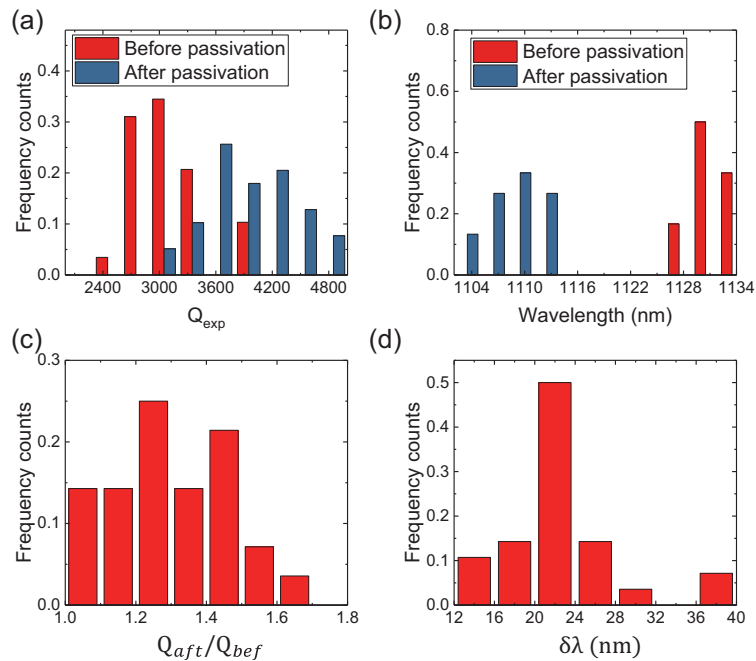 (a)
Before passivation
After passivation
Frequency counts
0.4
0.3
0.2
0.1
0.0
2400 3000 3600 4200 4800
Qexp
(b)
Before passivation
After passivation
Frequency counts
0.8
0.6
0.4
0.2
0.0
1104 1110 1116 1122 1128 1134
Wavelength (nm)
(c)
Frequency counts
0.3
0.2
0.1
0.0
1.0 1.2 1.4 1.6 1.8
Qaft/Qbef
(d)
Frequency counts
0.5
0.4
0.3
0.2
0.1
0.0
12 16 20 24 28 32 36 40
δλ (nm)